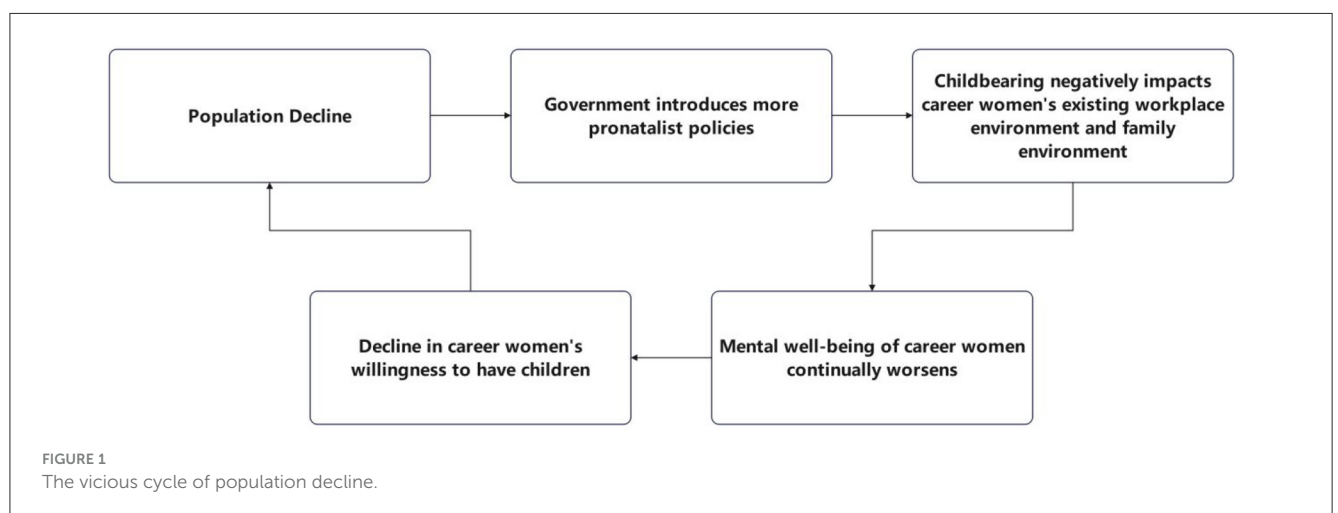 Population Decline
Government introduces more
pronatalist policies
Childbearing negatively impacts
career women's existing workplace
environment and family
environment
Decline in career women's
willingness to have children
Mental well-being of career women
continually worsens
FIGURE 1
The vicious cycle of population decline.